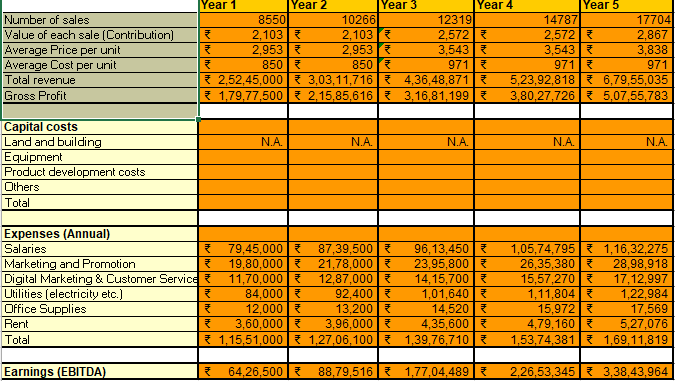 Year 1 Year 2 Year 3 Year 4 Year 5
Number of sales 8550 10266 12319 14787 17704
Value of each sale (Contribution) ₹ 2,103 ₹ 2,103 ₹ 2,572 ₹ 2,572 ₹ 2,867
Average Price per unit ₹ 2,953 ₹ 2,953 ₹ 3,543 ₹ 3,543 ₹ 3,838
Average Cost per unit ₹ 850 ₹ 850 ₹ 971 ₹ 971 ₹ 971
Total revenue ₹ 2,52,45,000 ₹ 3,03,11,716 ₹ 4,36,48,871 ₹ 5,23,92,818 ₹ 6,79,55,035
Gross Profit ₹ 1,79,77,500 ₹ 2,15,85,616 ₹ 3,16,81,199 ₹ 3,80,27,726 ₹ 5,07,55,783
Capital costs
Land and building N.A. N.A. N.A. N.A. N.A.
Equipment
Product development costs
Others
Total
Expenses (Annual)
Salaries ₹ 79,45,000 ₹ 87,39,500 ₹ 96,13,450 ₹ 1,05,74,795 ₹ 1,16,32,275
Marketing and Promotion ₹ 19,80,000 ₹ 21,78,000 ₹ 23,95,800 ₹ 26,35,380 ₹ 28,98,918
Digital Marketing & Customer Service ₹ 11,70,000 ₹ 12,87,000 ₹ 14,15,700 ₹ 15,57,270 ₹ 17,12,997
Utilities (electricity etc.) ₹ 84,000 ₹ 92,400 ₹ 1,01,640 ₹ 1,11,804 ₹ 1,22,984
Office Supplies ₹ 12,000 ₹ 13,200 ₹ 14,520 ₹ 15,972 ₹ 17,569
Rent ₹ 3,60,000 ₹ 3,96,000 ₹ 4,35,600 ₹ 4,79,160 ₹ 5,27,076
Total ₹ 1,15,51,000 ₹ 1,27,06,100 ₹ 1,39,76,710 ₹ 1,53,74,381 ₹ 1,69,11,819
Earnings (EBITDA) ₹ 64,26,500 ₹ 88,79,516 ₹ 1,77,04,489 ₹ 2,26,53,345 ₹ 3,38,43,964